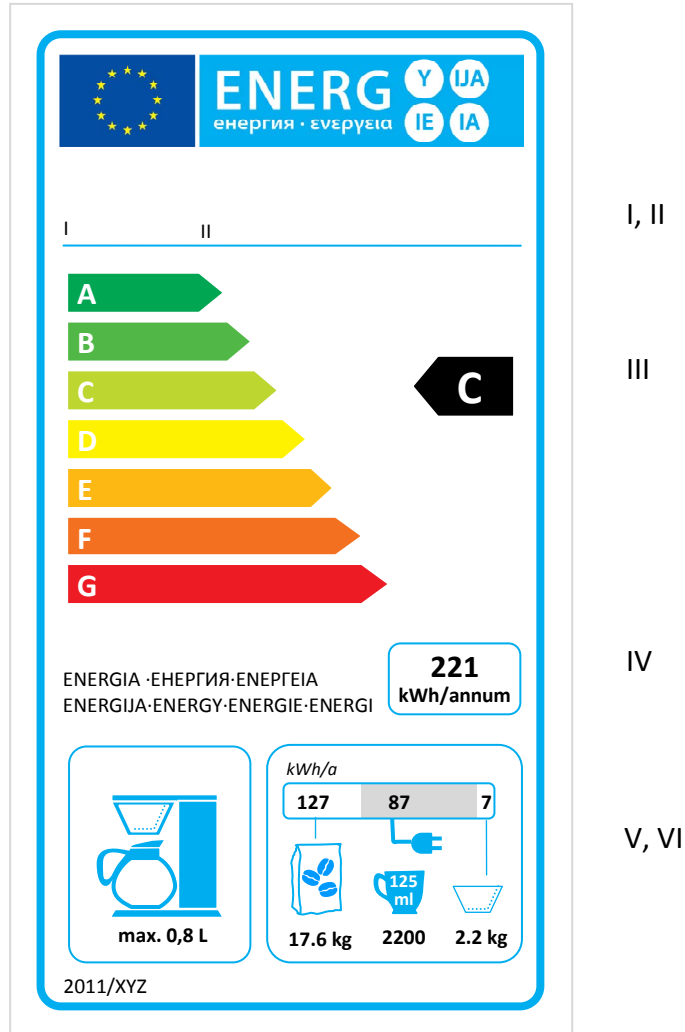 ENERG Y IJA
енергия · ενεργεια IE IA
I II
I, II
A
B
III
C
C
D
E
F
G
IV
221
kWh/annum
ENERGIA ·ЕНЕРГИЯ·ΕΝΕΡΓΕΙΑ
ENERGIJA·ENERGY·ENERGIE·ENERGI
kWh/a
127 87 7
V, VI
125
ml
max. 0,8 L
17.6 kg 2200 2.2 kg
2011/XYZ